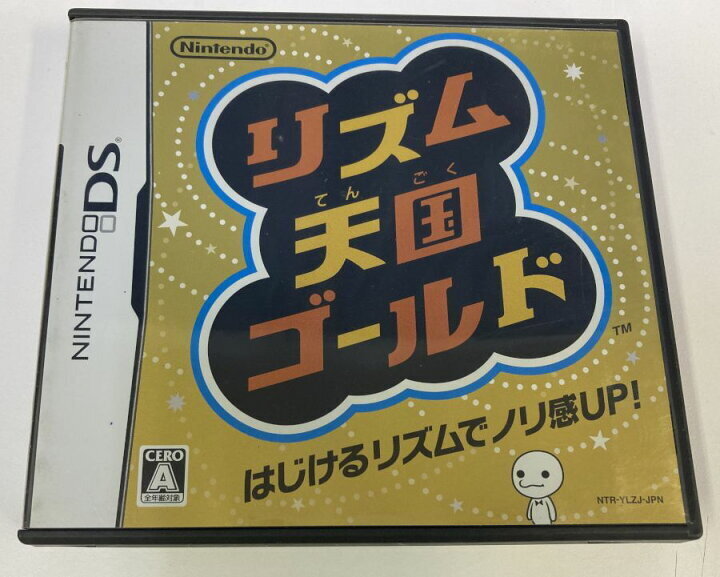 Nintendo®
NINTENDO DS®
リズム
てんごく
天国
ゴールド
TM
はじけるリズムでノリ感UP!
CERO
A
全年齢対象
NTR-YLZJ-JPN